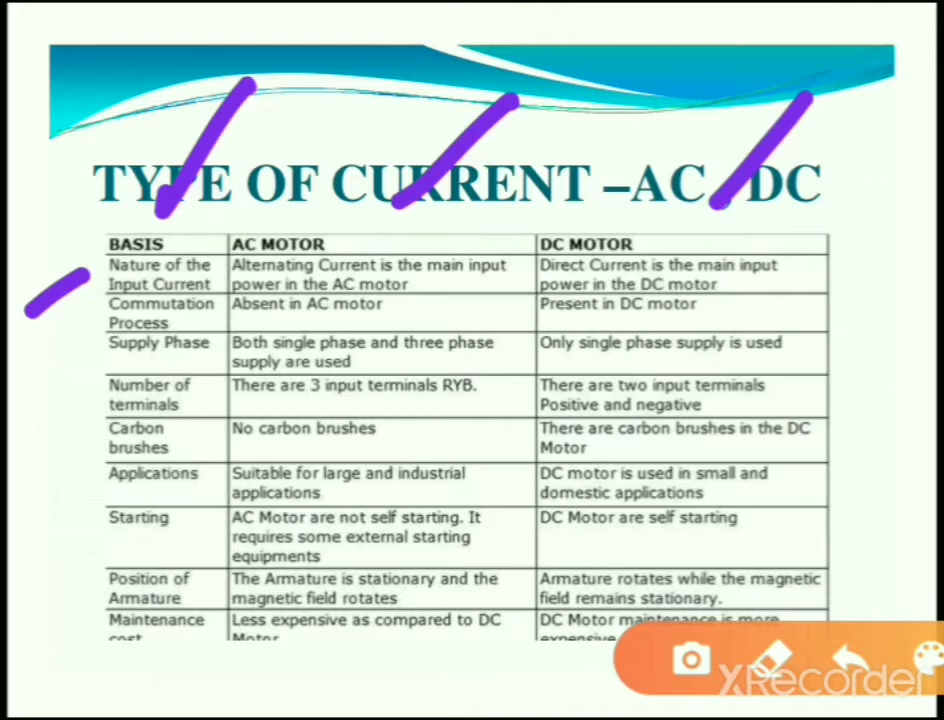 TYPE OF CURRENT –AC / DC
BASIS AC MOTOR DC MOTOR
Nature of the Input Current Alternating Current is the main input power in the AC motor Direct Current is the main input power in the DC motor
Commutation Process Absent in AC motor Present in DC motor
Supply Phase Both single phase and three phase supply are used Only single phase supply is used
Number of terminals There are 3 input terminals RYB. There are two input terminals Positive and negative
Carbon brushes No carbon brushes There are carbon brushes in the DC Motor
Applications Suitable for large and industrial applications DC motor is used in small and domestic applications
Starting AC Motor are not self starting. It requires some external starting equipments DC Motor are self starting
Position of Armature The Armature is stationary and the magnetic field rotates Armature rotates while the magnetic field remains stationary.
Maintenance cost Less expensive as compared to DC Motor DC Motor maintenance is more expensive
XRecorder